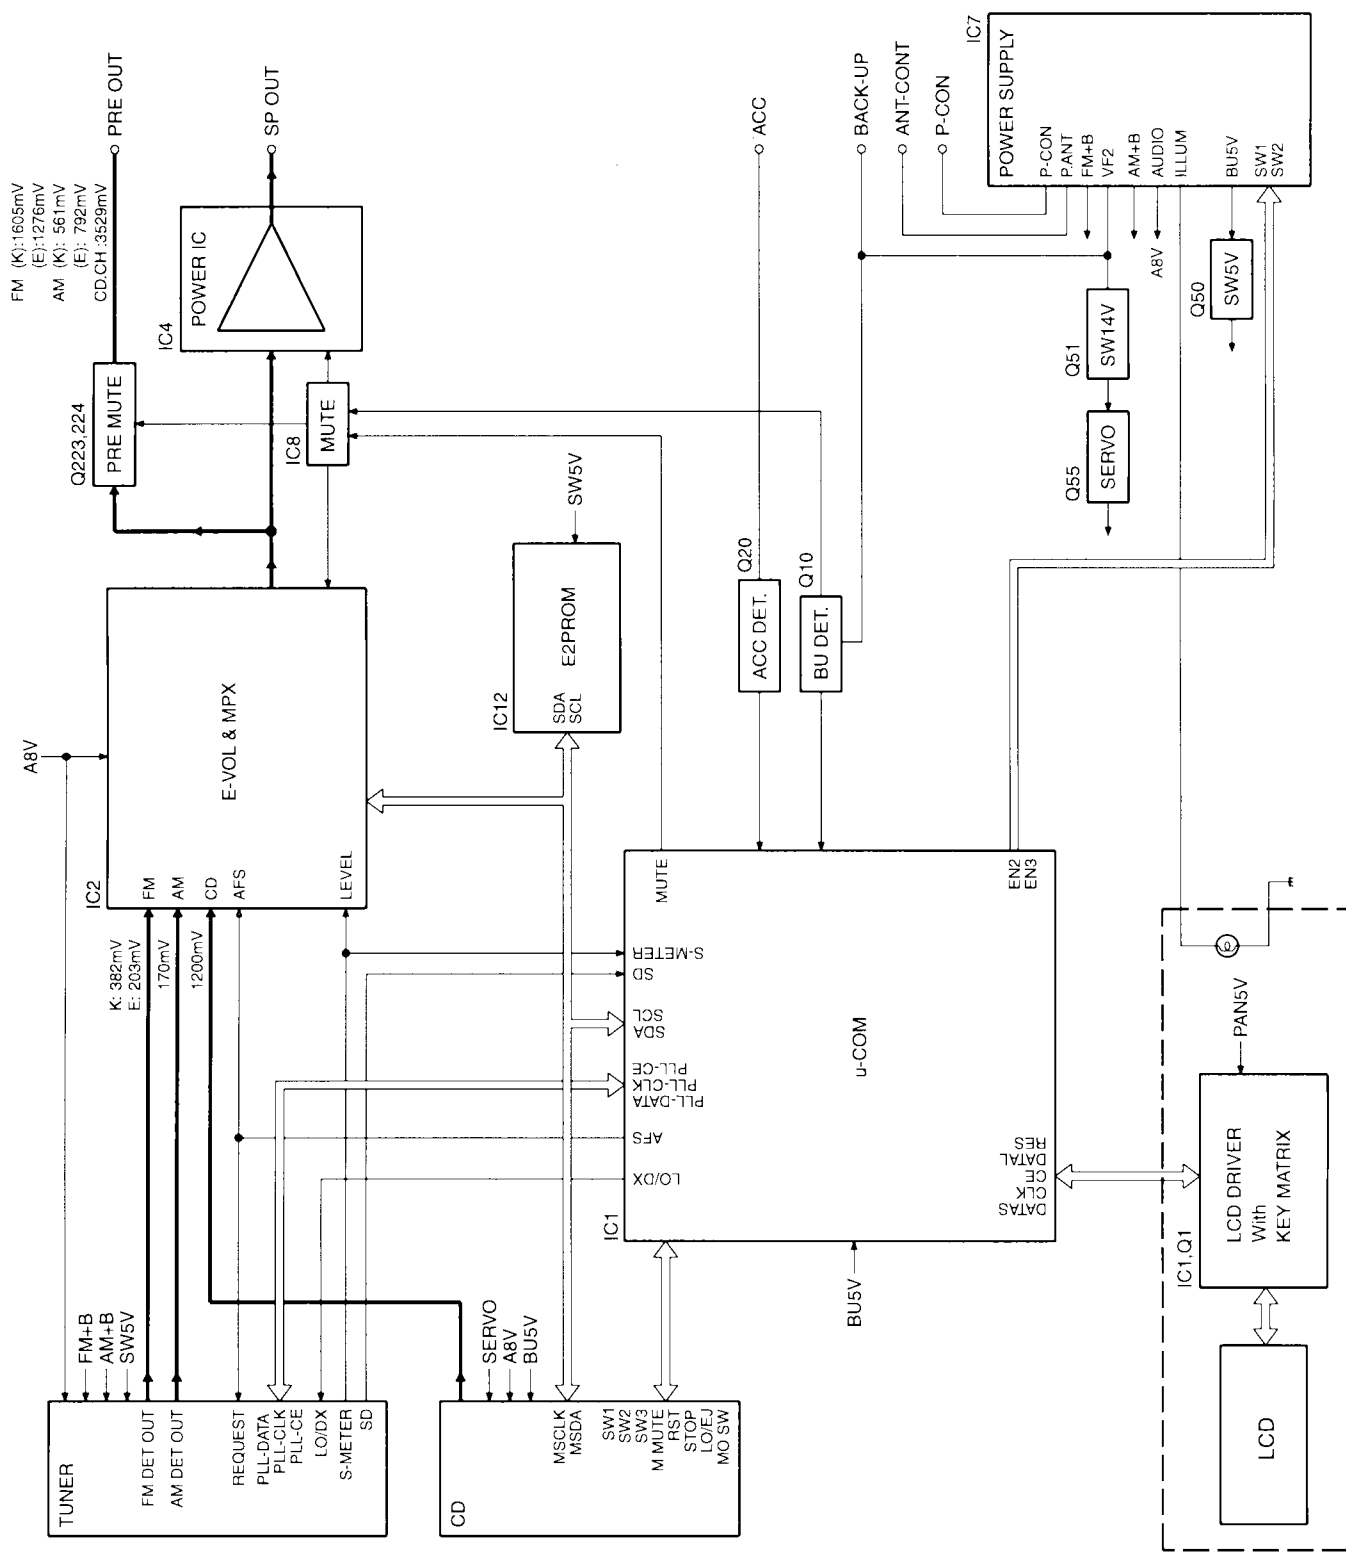 TUNER
FM DET OUT
AM DET OUT
REQUEST
PLL-DATA
PLL-CLK
PLL-CE
LO/DX
S-METER
SD
FM+B
AM+B
SW5V
A8V
K: 382mV
E: 203mV
170mV
1200mV
IC2
FM
AM
CD
AFS
LEVEL
E-VOL & MPX
Q223,224
PRE MUTE
FM (K):1605mV
(E):1276mV
AM (K): 561mV
(E): 792mV
CD.CH :3529mV
PRE OUT
IC4
POWER IC
SP OUT
IC8
MUTE
CD
MSCLK
MSDA
SW1
SW2
SW3
M MUTE
RST
STOP
LO/EJ
MO SW
SERVO
A8V
BU5V
IC12
SDA
SCL
E2PROM
SW5V
IC1
LO/DX
AFS
PLL-DATA
PLL-CLK
PLL-CE
SDA
SCL
SD
S-METER
MUTE
u-COM
EN2
EN3
DATAS
CLK
CE
DATAL
RES
BU5V
ACC DET.
Q20
ACC
BU DET.
Q10
BACK-UP
ANT-CONT
P-CON
Q51
SW14V
Q55
SERVO
Q50
SW5V
A8V
IC7
POWER SUPPLY
P-CON
P.ANT
FM+B
VF2
AM+B
AUDIO
ILLUM
BU5V
SW1
SW2
LCD
IC1,Q1
LCD DRIVER
With
KEY MATRIX
PAN5V